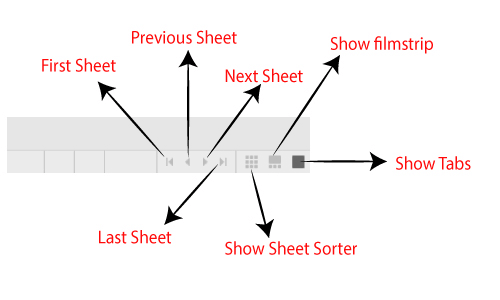 Previous Sheet
Show filmstrip
First Sheet
Next Sheet
Show Tabs
Last Sheet
Show Sheet Sorter